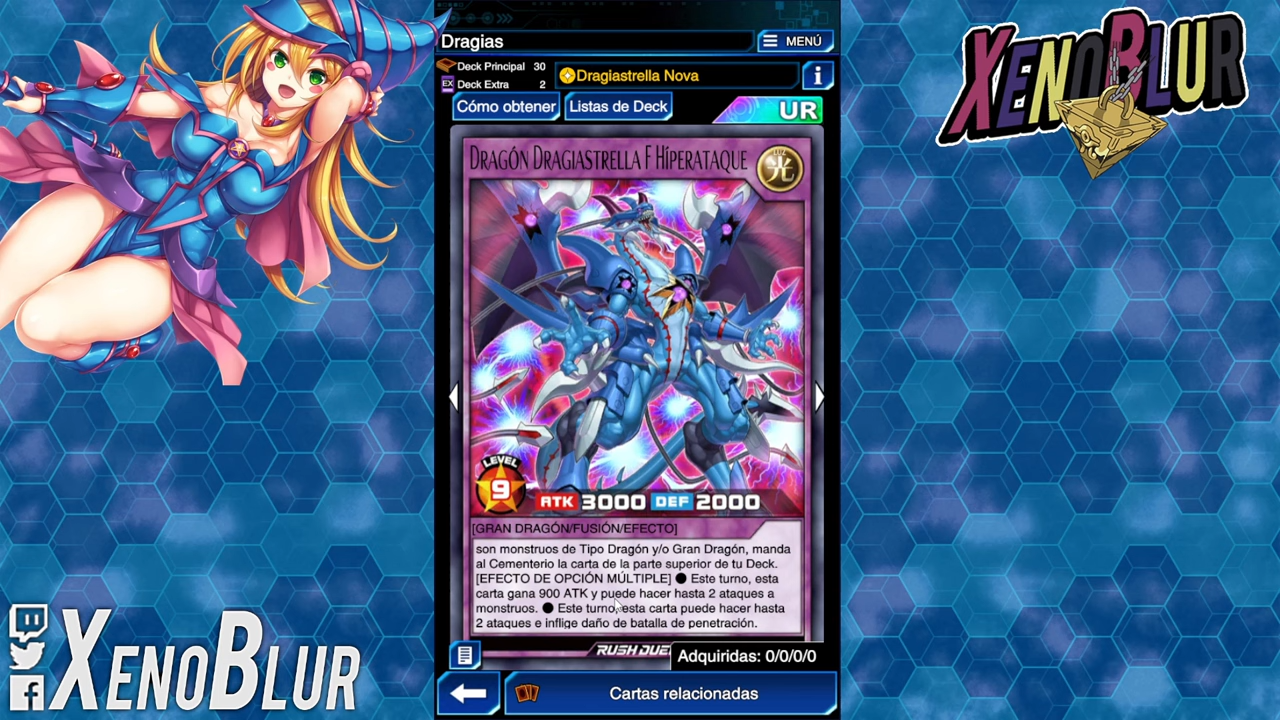 Dragias
MENÚ
Deck Principal 30
EX Deck Extra 2
Dragiastrella Nova
i
Cómo obtener
Listas de Deck
UR
DRAGÓN DRAGIASTRELLA F HÍPERATAQUE
LUZ
光
LEVEL
9
ATK 3000 DEF 2000
[GRAN DRAGÓN/FUSIÓN/EFECTO]
son monstruos de Tipo Dragón y/o Gran Dragón, manda
al Cementerio la carta de la parte superior de tu Deck.
[EFECTO DE OPCIÓN MÚLTIPLE] ● Este turno, esta
carta gana 900 ATK y puede hacer hasta 2 ataques a
monstruos. ● Este turno, esta carta puede hacer hasta
2 ataques e inflige daño de batalla de penetración.
RUSH DUE
Adquiridas: 0/0/0/0
Cartas relacionadas
XENOBLUR
XENOBLUR